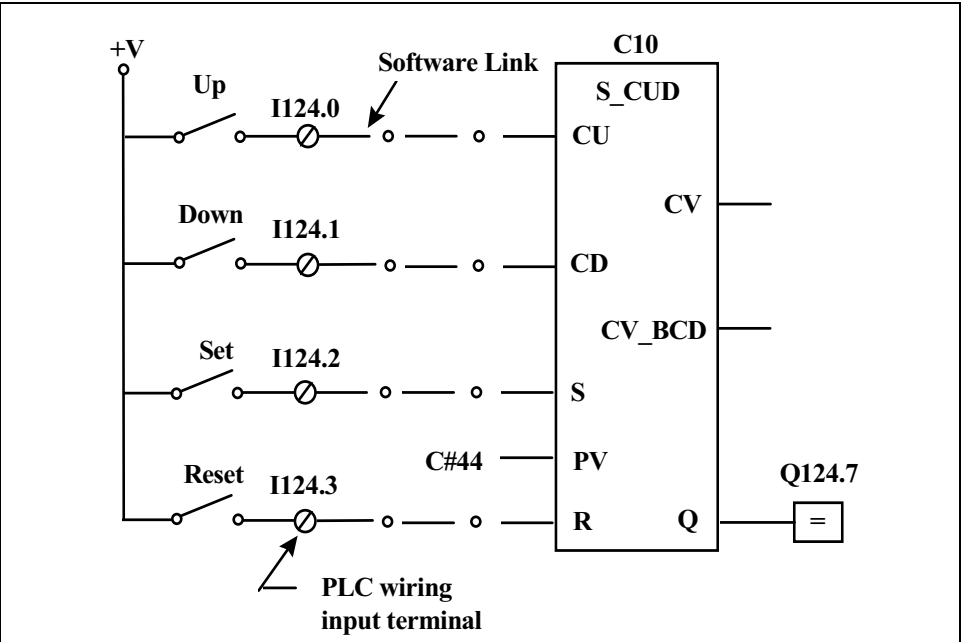 +V
C10
Software Link
Up
S_CUD
I124.0
CU
CV
Down
I124.1
CD
CV_BCD
Set
I124.2
S
C#44
PV
Q124.7
Reset
I124.3
R
Q
=
PLC wiring
input terminal